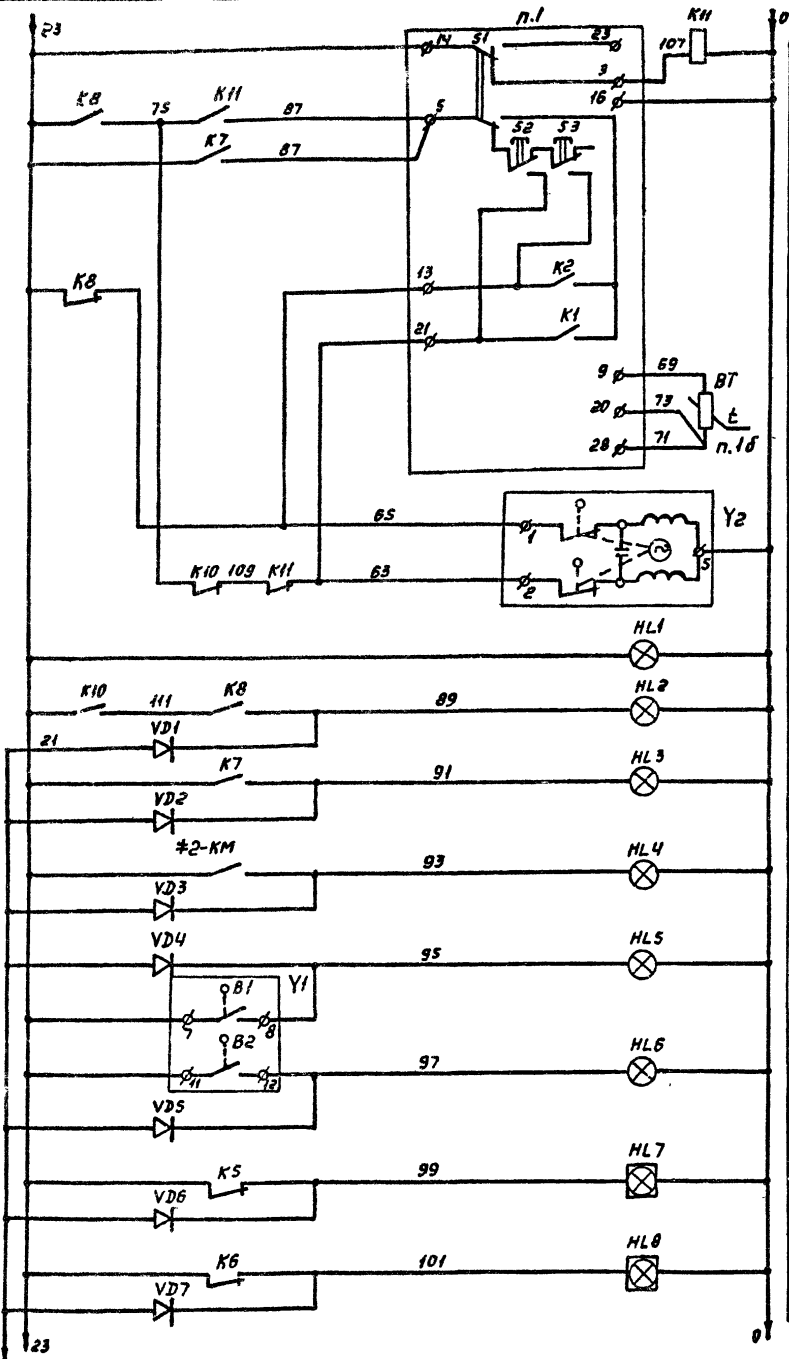 23
п.1
К11
0
14
S1
23
107
3
16
К8
75
К11
87
5
S2
S3
К7
87
13
К2
К8
21
К1
9
69
ВТ
20
73
t
28
71
п.1б
65
1
Y2
5
К10
109
К11
63
2
HL1
К10
111
К8
89
HL2
21
VD1
К7
91
HL3
VD2
*2-КМ
93
HL4
VD3
VD4
95
HL5
В1
Y1
7
8
В2
97
HL6
11
12
VD5
К5
99
HL7
VD6
К6
101
HL8
VD7
23
0